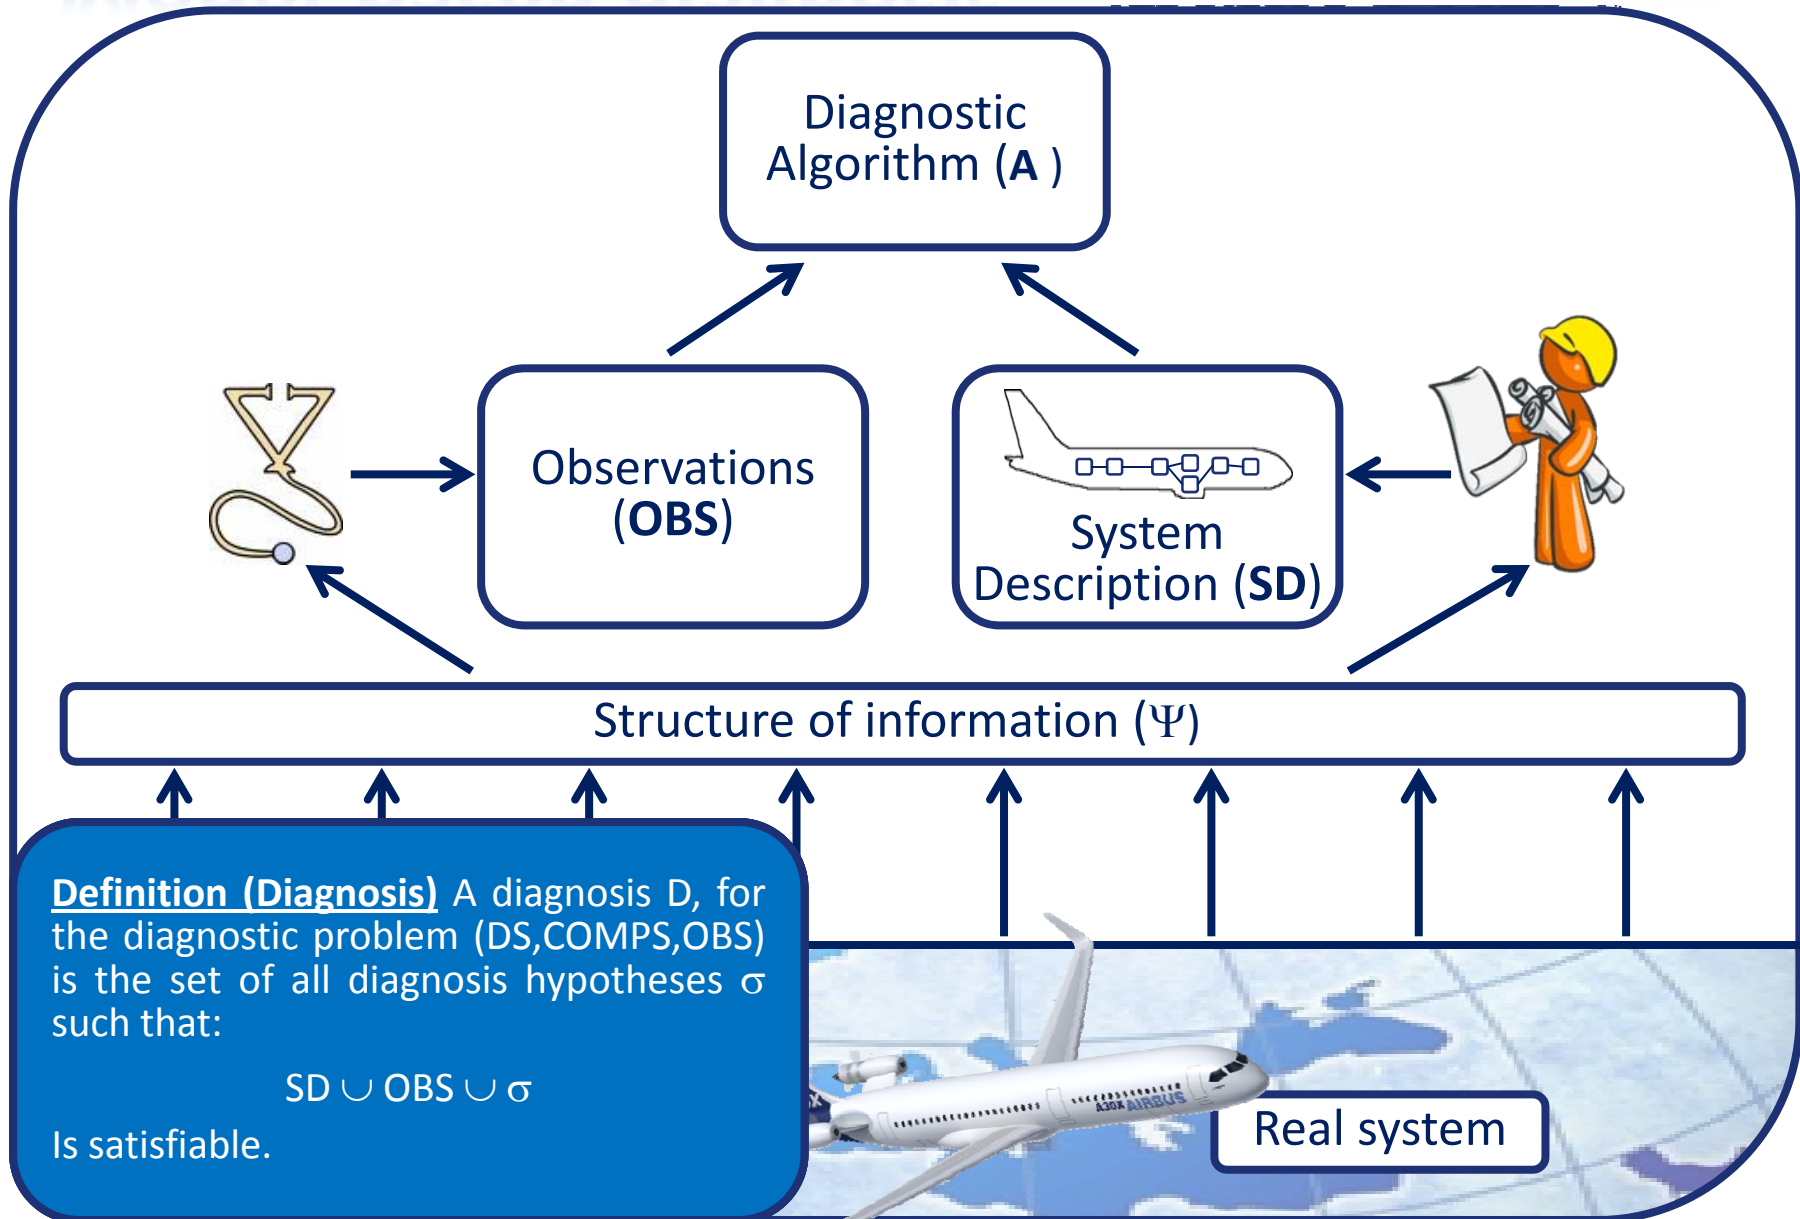 Diagnostic
Algorithm (A )
Observations
(OBS)
System
Description (SD)
Structure of information (Ψ)
Definition (Diagnosis) A diagnosis D, for
the diagnostic problem (DS,COMPS,OBS)
is the set of all diagnosis hypotheses σ
such that:
SD ∪ OBS ∪ σ
Is satisfiable.
A30X AIRBUS
Real system